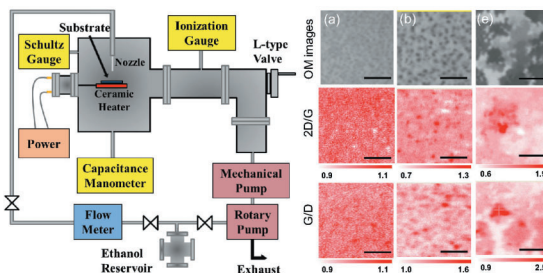 Substrate
Ionization
Gauge
Schultz
Gauge
Nozzle
L-type
Valve
Ceramic
Heater
Power
Capacitance
Manometer
Mechanical
Pump
Flow
Meter
Rotary
Pump
Ethanol
Reservoir
Exhaust
(a) (b) (e)
OM images
2D/G
0.9 1.1 0.7 1.3 0.6 1.5
G/D
0.9 1.1 1.0 1.6 0.9